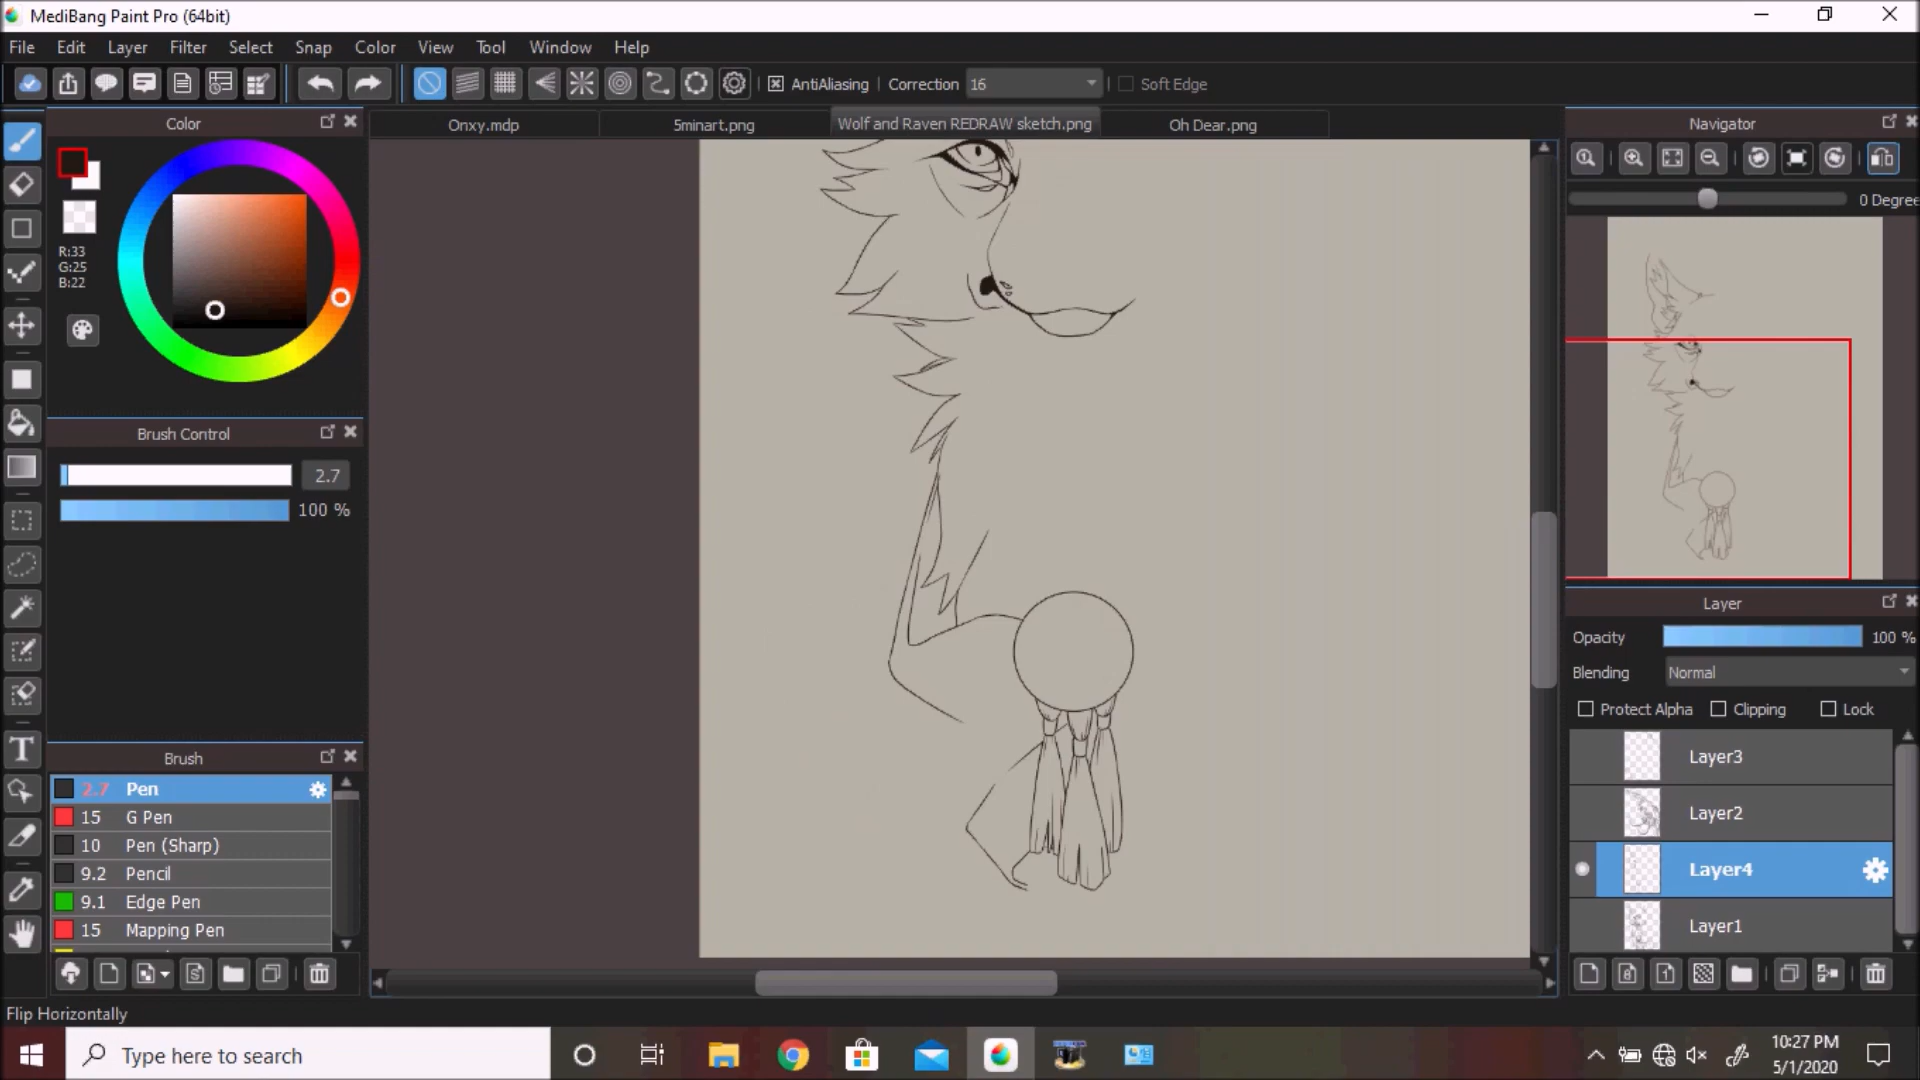 MediBang Paint Pro (64bit)
File Edit Layer Filter Select Snap Color View Tool Window Help
AntiAliasing Correction 16 Soft Edge
Color
Onxy.mdp 5minart.png Wolf and Raven REDRAW sketch.png Oh Dear.png
Navigator
0 Degree
R:33
G:25
B:22
Brush Control
2.7
100 %
Layer
Opacity 100 %
Blending Normal
Protect Alpha Clipping Lock
Brush
2.7 Pen
15 G Pen
10 Pen (Sharp)
9.2 Pencil
9.1 Edge Pen
15 Mapping Pen
Layer3
Layer2
Layer4
Layer1
Flip Horizontally
Type here to search
10:27 PM
5/1/2020